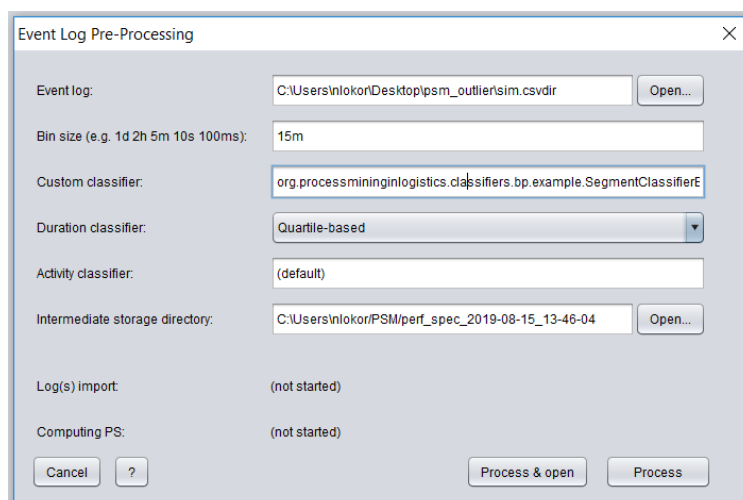 Event Log Pre-Processing
Event log: C:\Users\nlokor\Desktop\psm_outlier\sim.csvdir Open...
Bin size (e.g. 1d 2h 5m 10s 100ms): 15m
Custom classifier: org.processmininginlogistics.classifiers.bp.example.SegmentClassifierE
Duration classifier: Quartile-based
Activity classifier: (default)
Intermediate storage directory: C:\Users\nlokor/PSM/perf_spec_2019-08-15_13-46-04 Open...
Log(s) import: (not started)
Computing PS: (not started)
Cancel ? Process & open Process